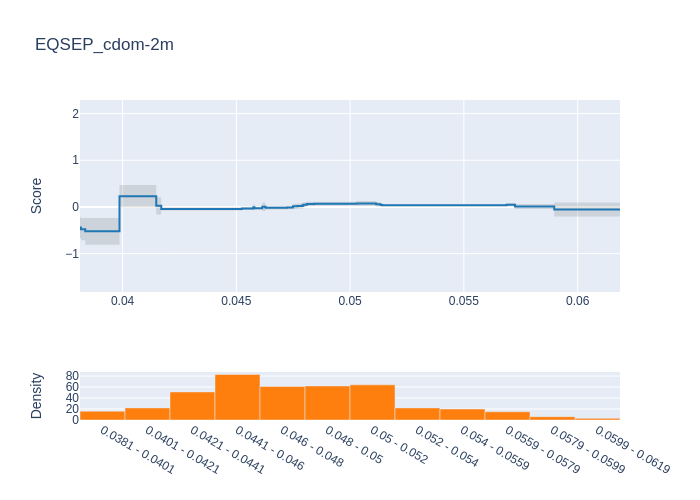 EQSEP_cdom-2m
Score
2
1
0
−1
0.04
0.045
0.05
0.055
0.06
Density
80
60
40
20
0
0.0381 - 0.0401
0.0401 - 0.0421
0.0421 - 0.0441
0.0441 - 0.046
0.046 - 0.048
0.048 - 0.05
0.05 - 0.052
0.052 - 0.054
0.054 - 0.0559
0.0559 - 0.0579
0.0579 - 0.0599
0.0599 - 0.0619